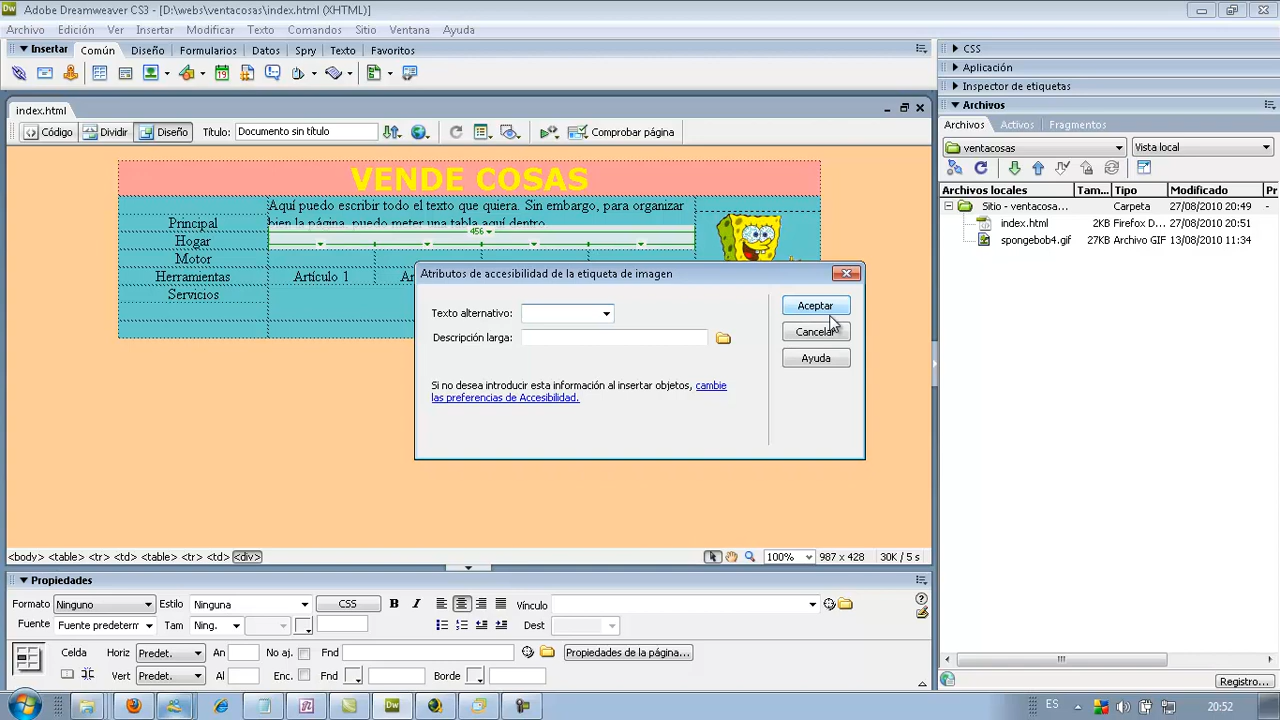 Adobe Dreamweaver CS3 - [D:\webs\ventacosas\index.html (XHTML)]
Archivo Edición Ver Insertar Modificar Texto Comandos Sitio Ventana Ayuda
Insertar Común Diseño Formularios Datos Spry Texto Favoritos
index.html
Código Dividir Diseño Título: Documento sin título Comprobar página
VENDE COSAS
Aquí puedo escribir todo el texto que quiera. Sin embargo, para organizar
bien la página, puedo meter una tabla aquí dentro
456
Principal
Hogar
Motor
Herramientas Artículo 1
Servicios
Atributos de accesibilidad de la etiqueta de imagen
Texto alternativo:
Descripción larga:
Si no desea introducir esta información al insertar objetos, cambie
las preferencias de Accesibilidad.
Aceptar
Cancelar
Ayuda
CSS
Aplicación
Inspector de etiquetas
Archivos
Archivos Activos Fragmentos
ventacosas Vista local
Archivos locales Tam... Tipo Modificado
Sitio - ventacosa... Carpeta 27/08/2010 20:49
index.html 2KB Firefox D... 27/08/2010 20:51
spongebob4.gif 27KB Archivo GIF 13/09/2010 11:34
<body> <table> <tr> <td> <table> <tr> <td> <div> 100% 987 x 428 30K / 5 s
Propiedades
Formato Ninguno Estilo Ninguna CSS B I Vínculo
Fuente Fuente predeterm Tam Ning. Dest
Celda Horiz Predet. An No aj. Fnd Propiedades de la página...
Vert Predet. Al Enc. Fnd Borde
Registro...
ES 20:52